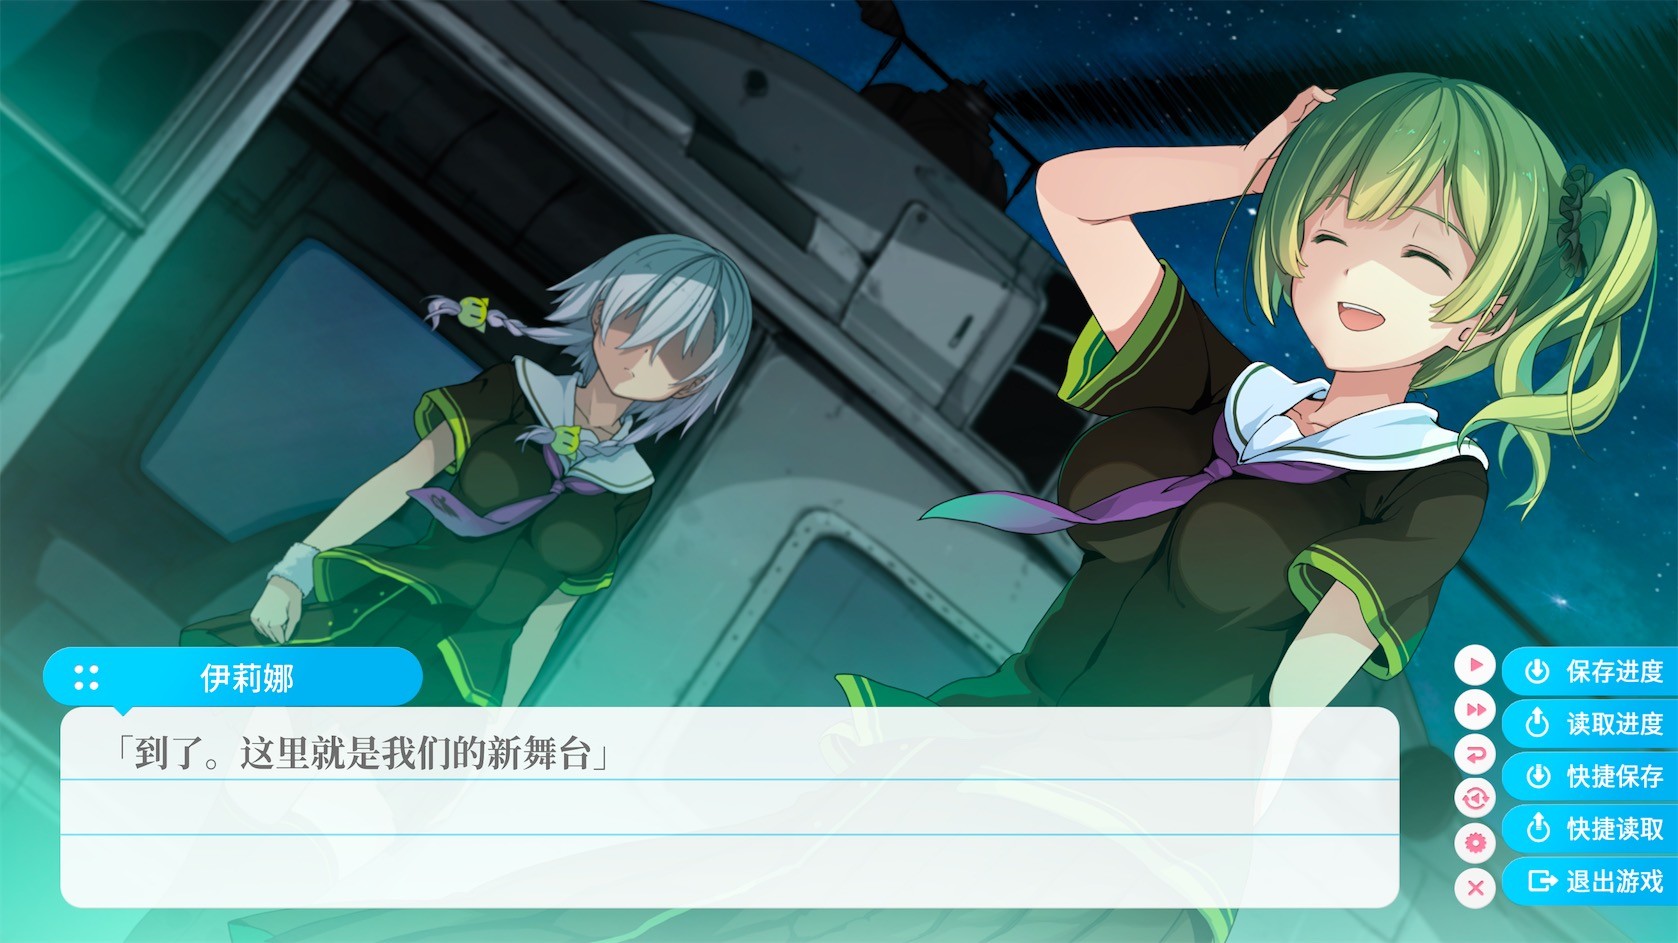 伊莉娜
「到了。这里就是我们的新舞台」
保存进度
读取进度
快捷保存
快捷读取
退出游戏